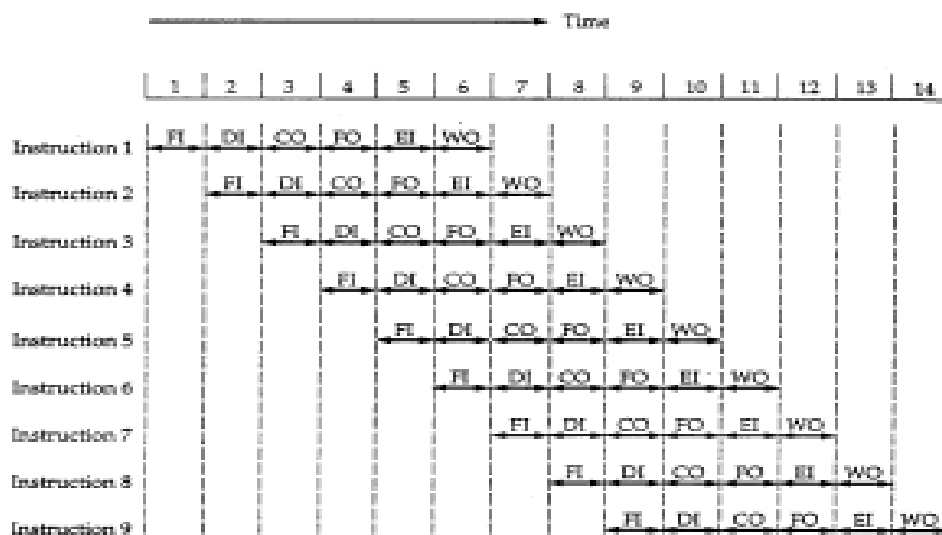 Time
1 2 3 4 5 6 7 8 9 10 11 12 13 14
Instruction 1 FI DI CO FO EI WO
Instruction 2 FI DI CO FO EI WO
Instruction 3 FI DI CO FO EI WO
Instruction 4 FI DI CO FO EI WO
Instruction 5 FI DI CO FO EI WO
Instruction 6 FI DI CO FO EI WO
Instruction 7 FI DI CO FO EI WO
Instruction 8 FI DI CO FO EI WO
Instruction 9 FI DI CO FO EI WO